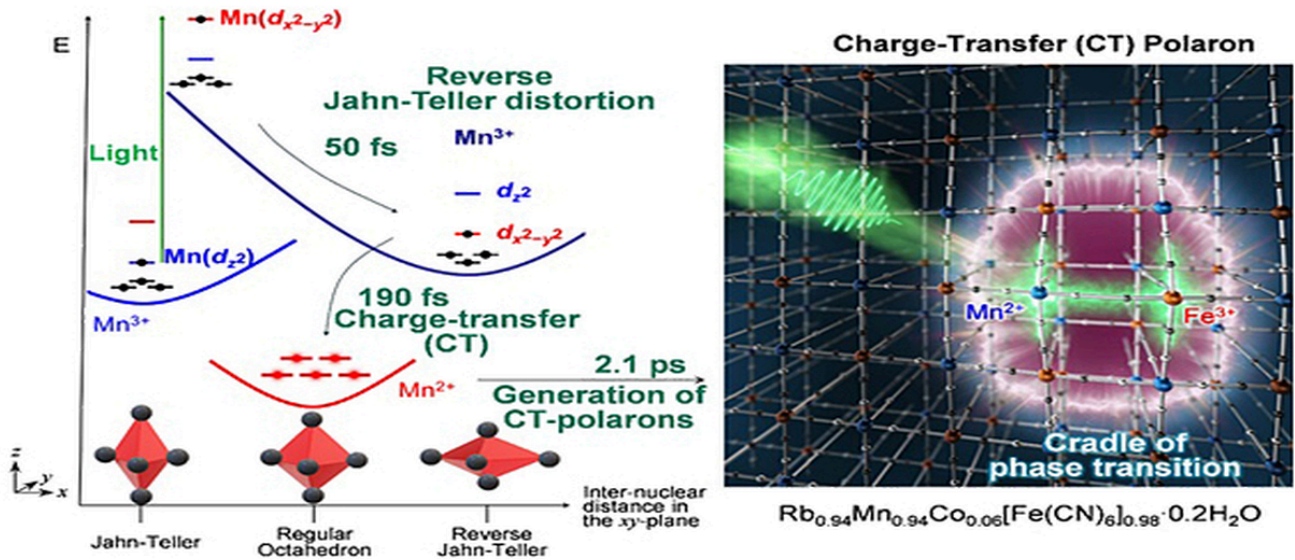 E
Mn(dx²−y²)
Light
Reverse
Jahn-Teller distortion
50 fs
Mn³⁺
dz²
dx²−y²
Mn(dz²)
Mn³⁺
190 fs
Charge-transfer
(CT)
Mn²⁺
2.1 ps
Generation of
CT-polarons
z
y
x
Inter-nuclear
distance in
the xy-plane
Jahn-Teller
Regular
Octahedron
Reverse
Jahn-Teller
Charge-Transfer (CT) Polaron
Mn²⁺
Fe³⁺
Cradle of
phase transition
Rb₀.₉₄Mn₀.₉₄Co₀.₀₆[Fe(CN)₆]₀.₉₈·0.2H₂O